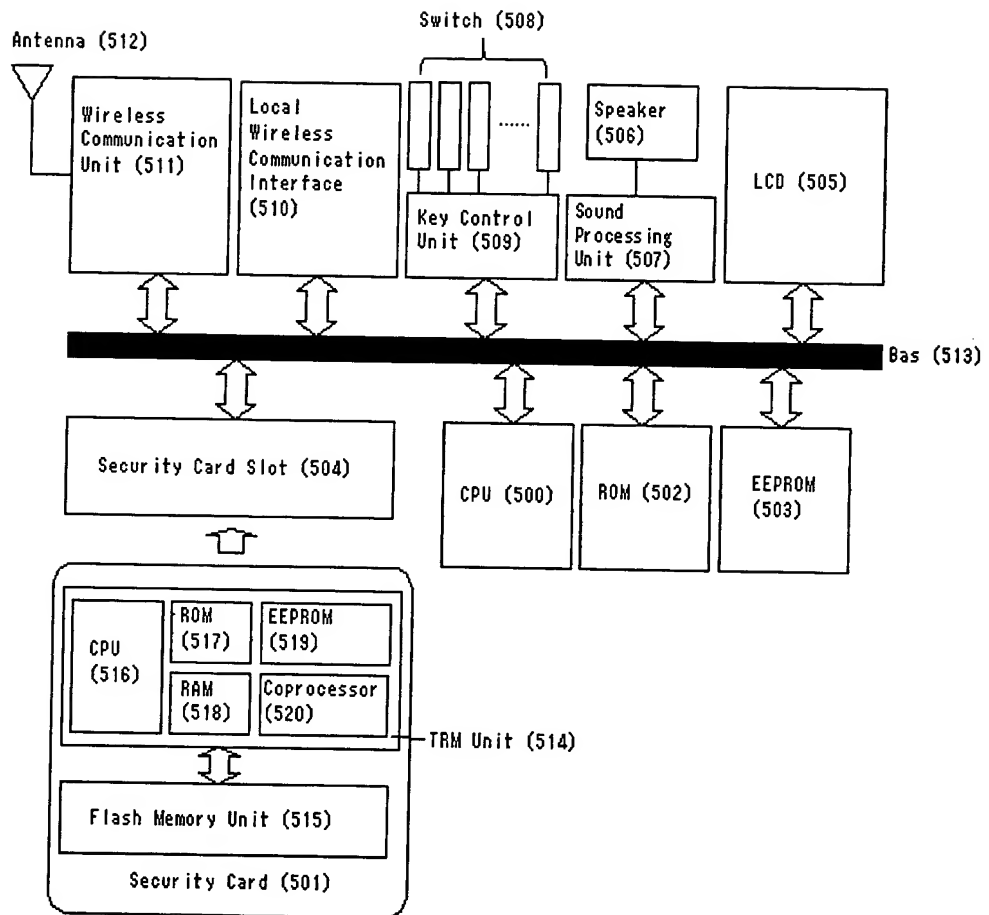 Switch (508)
Antenna (512)
Wireless
Communication
Unit (511)
Local
Wireless
Communication
Interface
(510)
......
Key Control
Unit (509)
Speaker
(506)
Sound
Processing
Unit (507)
LCD (505)
Bas (513)
Security Card Slot (504)
CPU (500)
ROM (502)
EEPROM
(503)
CPU
(516)
ROM
(517)
EEPROM
(519)
RAM
(518)
Coprocessor
(520)
TRM Unit (514)
Flash Memory Unit (515)
Security Card (501)